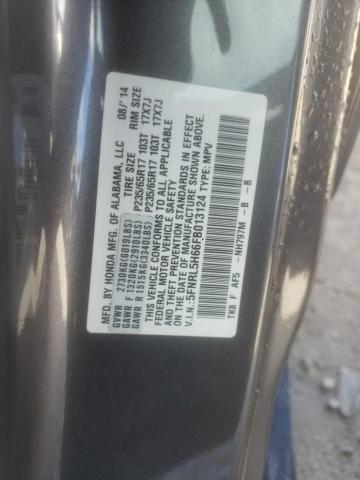 MFD. BY HONDA MFG. OF ALABAMA, LLC 08/'14
TIRE SIZE RIM SIZE
GVWR 2730KG(6019LBS)
GAWR F 1320KG(2910LBS) P235/65R17 103T 17X7J
GAWR R 1515KG(3340LBS) P235/65R17 103T 17X7J
THIS VEHICLE CONFORMS TO ALL APPLICABLE
FEDERAL MOTOR VEHICLE SAFETY, BUMPER,
AND THEFT PREVENTION STANDARDS IN
EFFECT ON THE DATE OF MANUFACTURE SHOWN ABOVE.
V.I.N.:5FNRL5H66FB013124 TYPE: MPV
TK8 F AF5 -NH797M -B -B